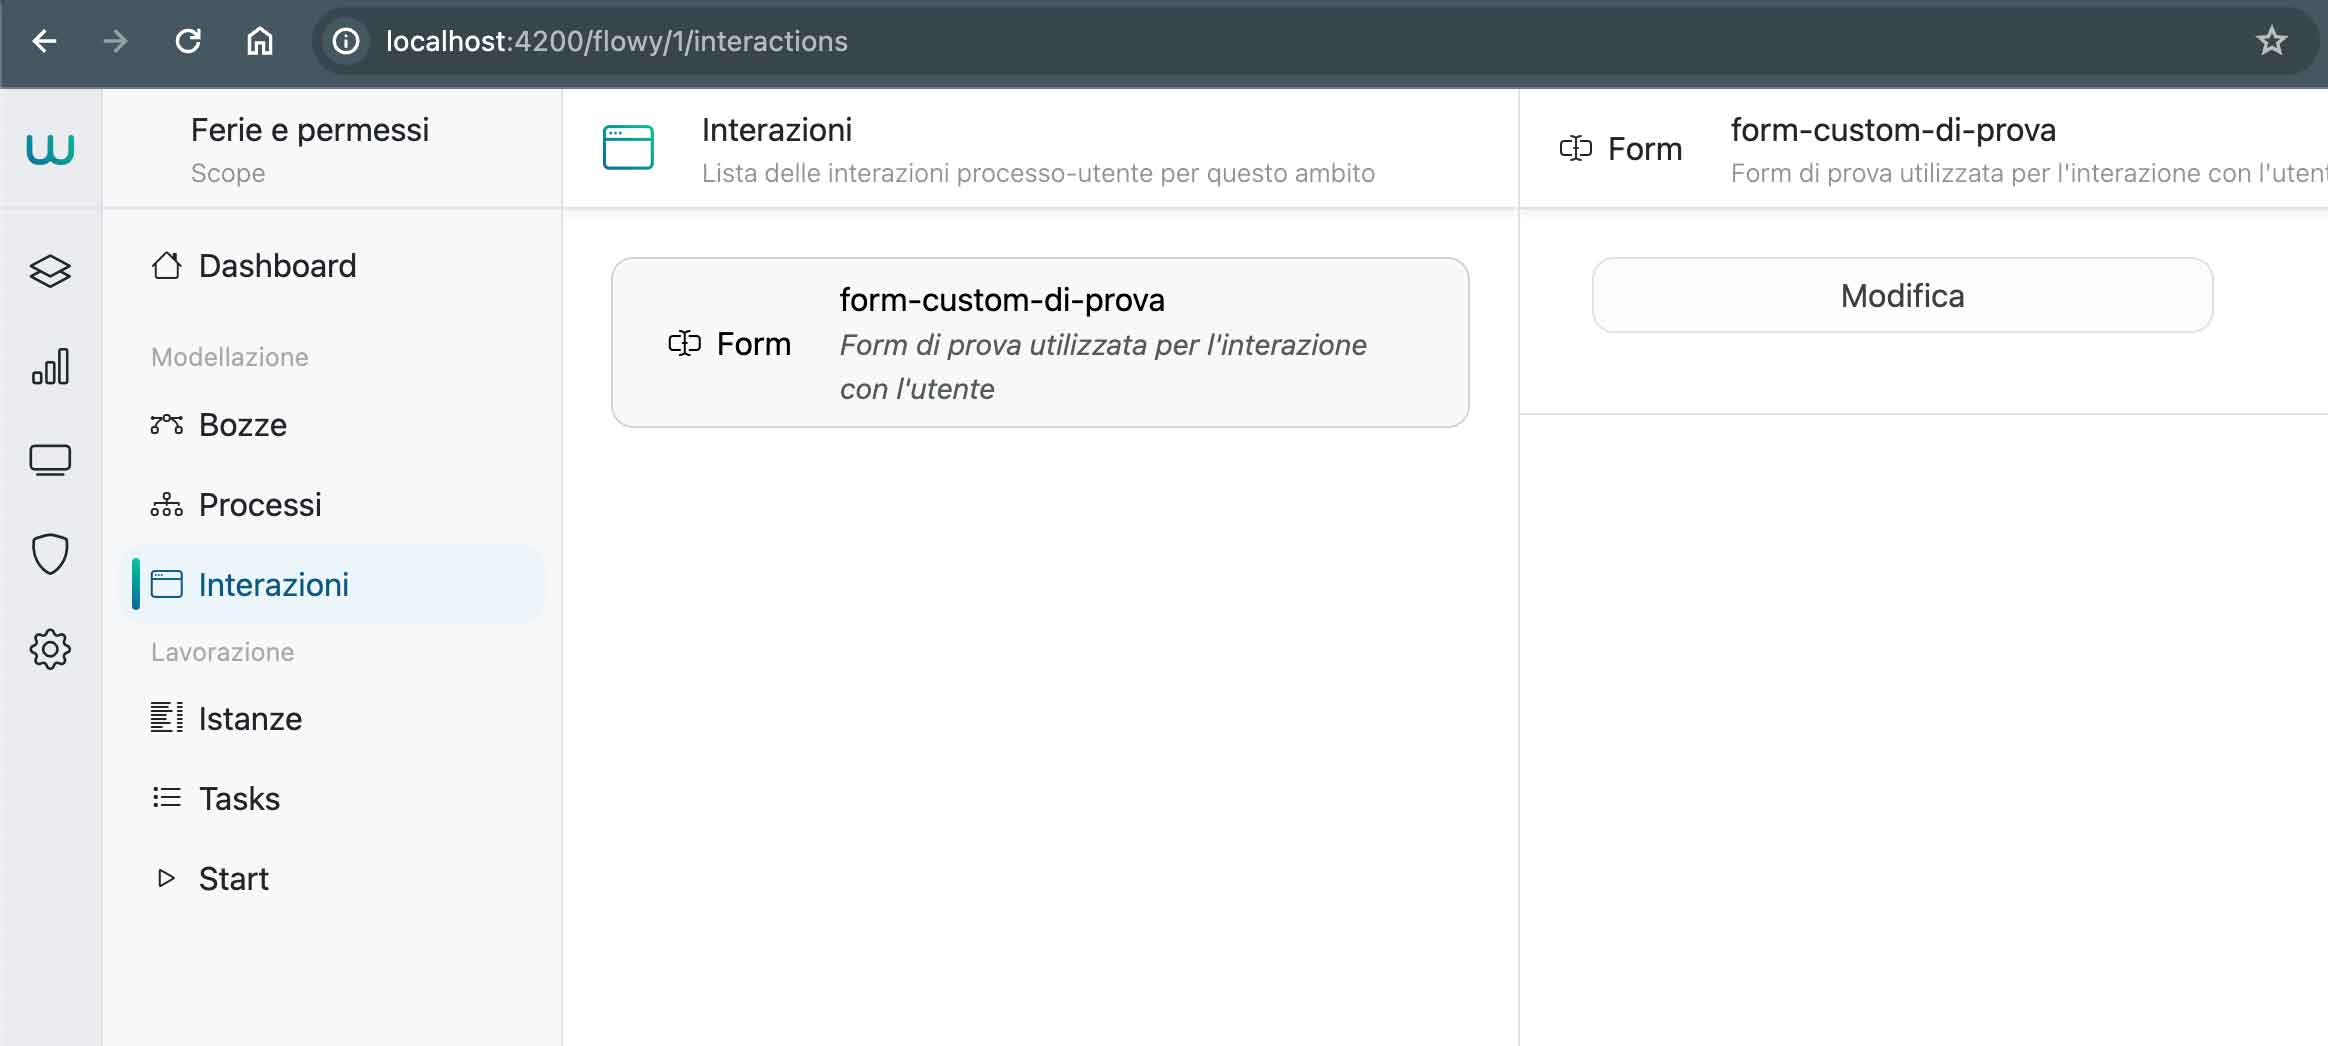 localhost:4200/flowy/1/interactions
Ferie e permessi
Scope
Dashboard
Modellazione
Bozze
Processi
Interazioni
Lavorazione
Istanze
Tasks
Start
Interazioni
Lista delle interazioni processo-utente per questo ambito
Form
form-custom-di-prova
Form di prova utilizzata per l'interazione
con l'utente
Form
form-custom-di-prova
Form di prova utilizzata per l'interazione con l'utent
Modifica